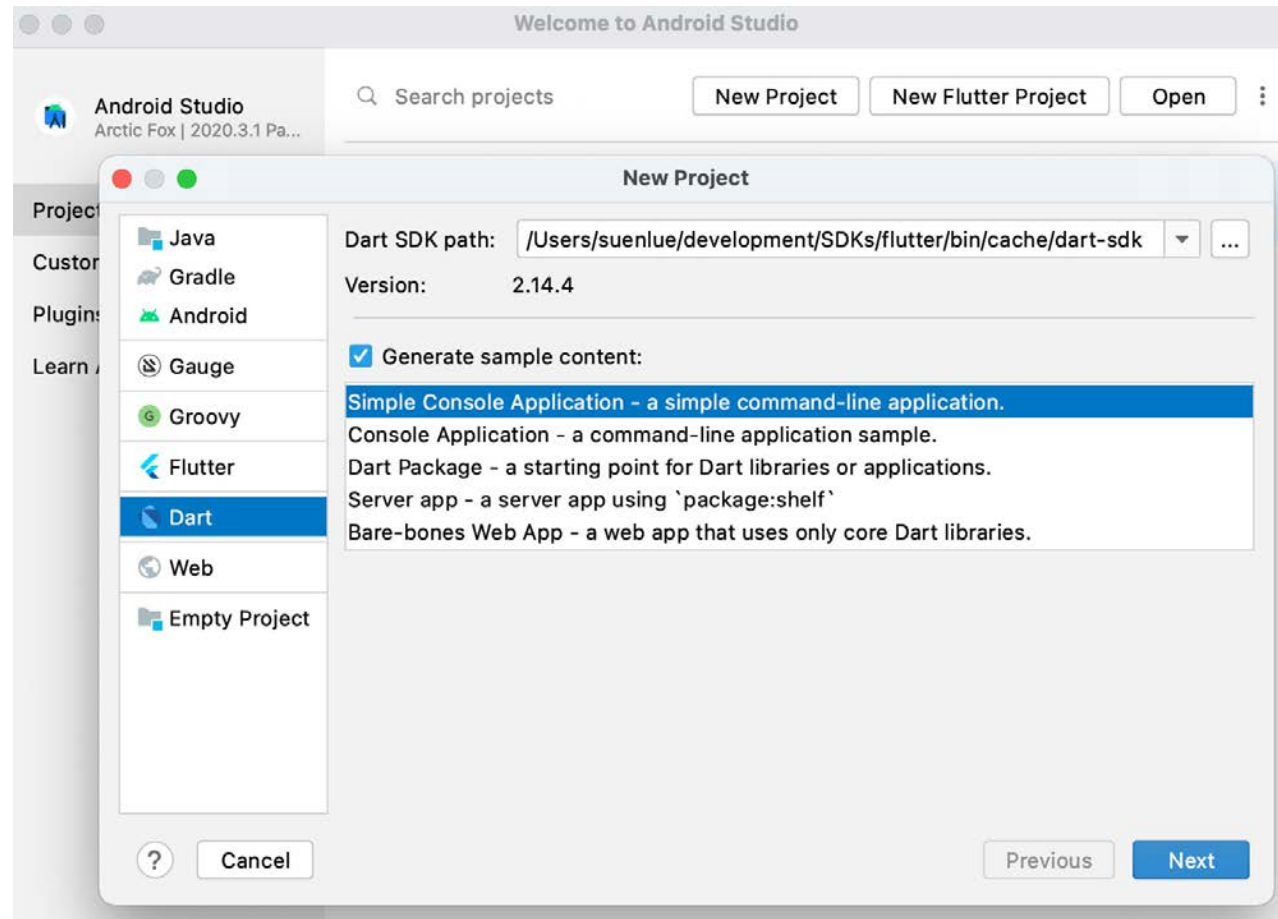 Welcome to Android Studio
Android Studio
Arctic Fox | 2020.3.1 Pa...
Search projects
New Project
New Flutter Project
Open
New Project
Project
Custor
Plugins
Learn
Java
Gradle
Android
Gauge
G Groovy
Flutter
Dart
Web
Empty Project
Dart SDK path: /Users/suenlue/development/SDKs/flutter/bin/cache/dart-sdk ...
Version: 2.14.4
Generate sample content:
Simple Console Application - a simple command-line application.
Console Application - a command-line application sample.
Dart Package - a starting point for Dart libraries or applications.
Server app - a server app using `package:shelf`
Bare-bones Web App - a web app that uses only core Dart libraries.
? Cancel
Previous
Next